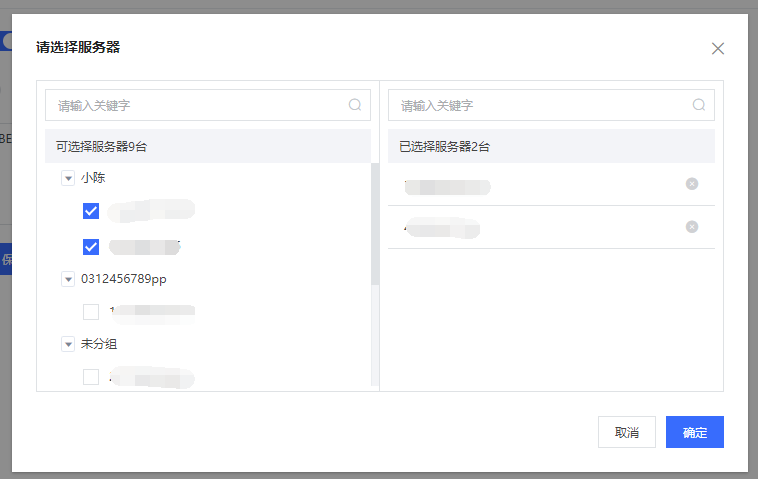 请选择服务器
请输入关键字
可选择服务器9台
小陈
0312456789pp
未分组
请输入关键字
已选择服务器2台
取消
确定
BE
保